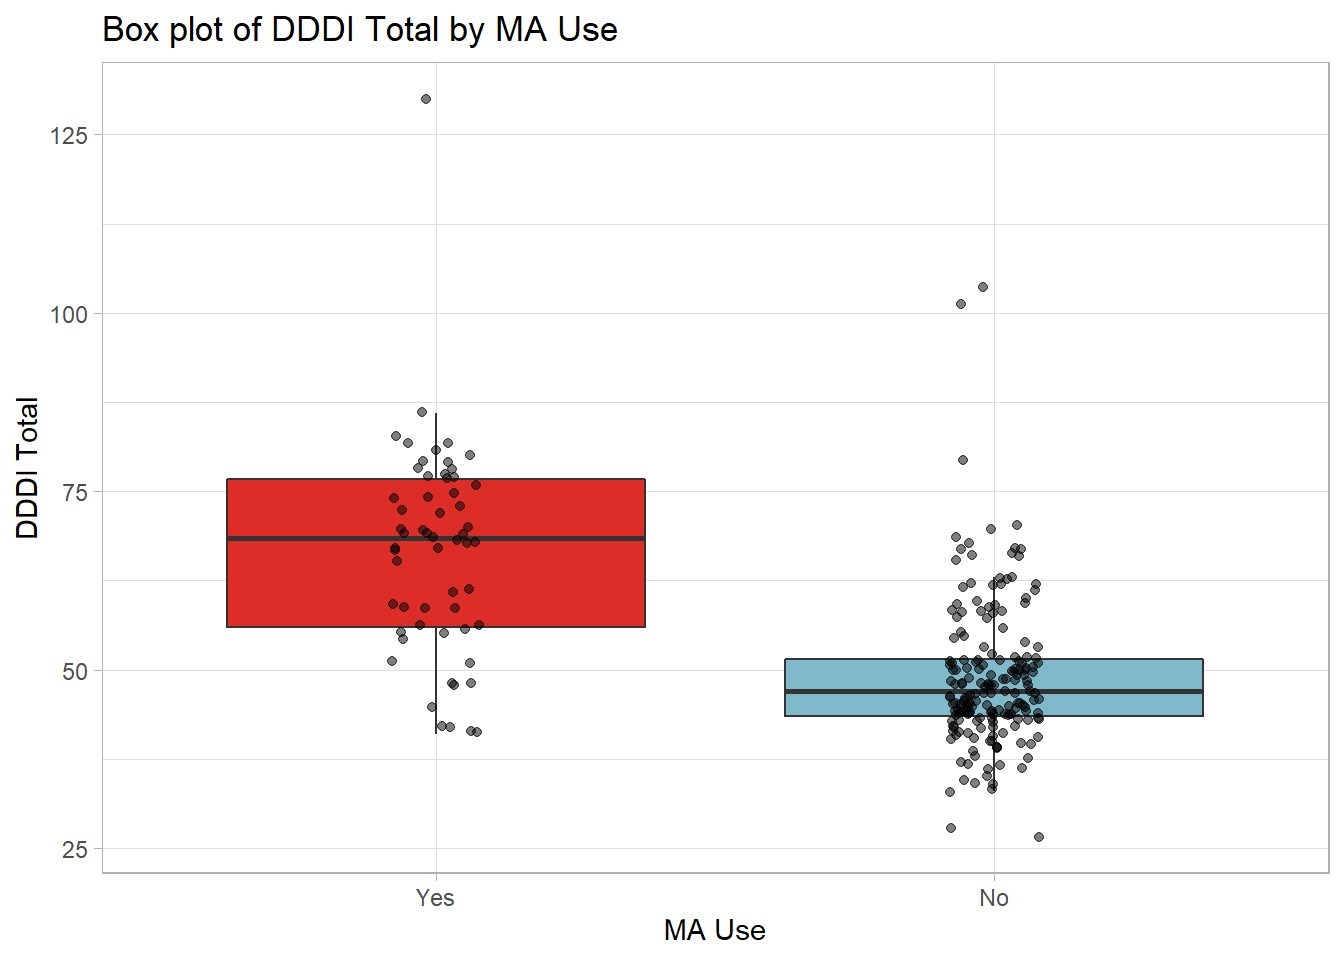 Box plot of DDDI Total by MA Use
125
100
75
50
25
DDDI Total
Yes
No
MA Use